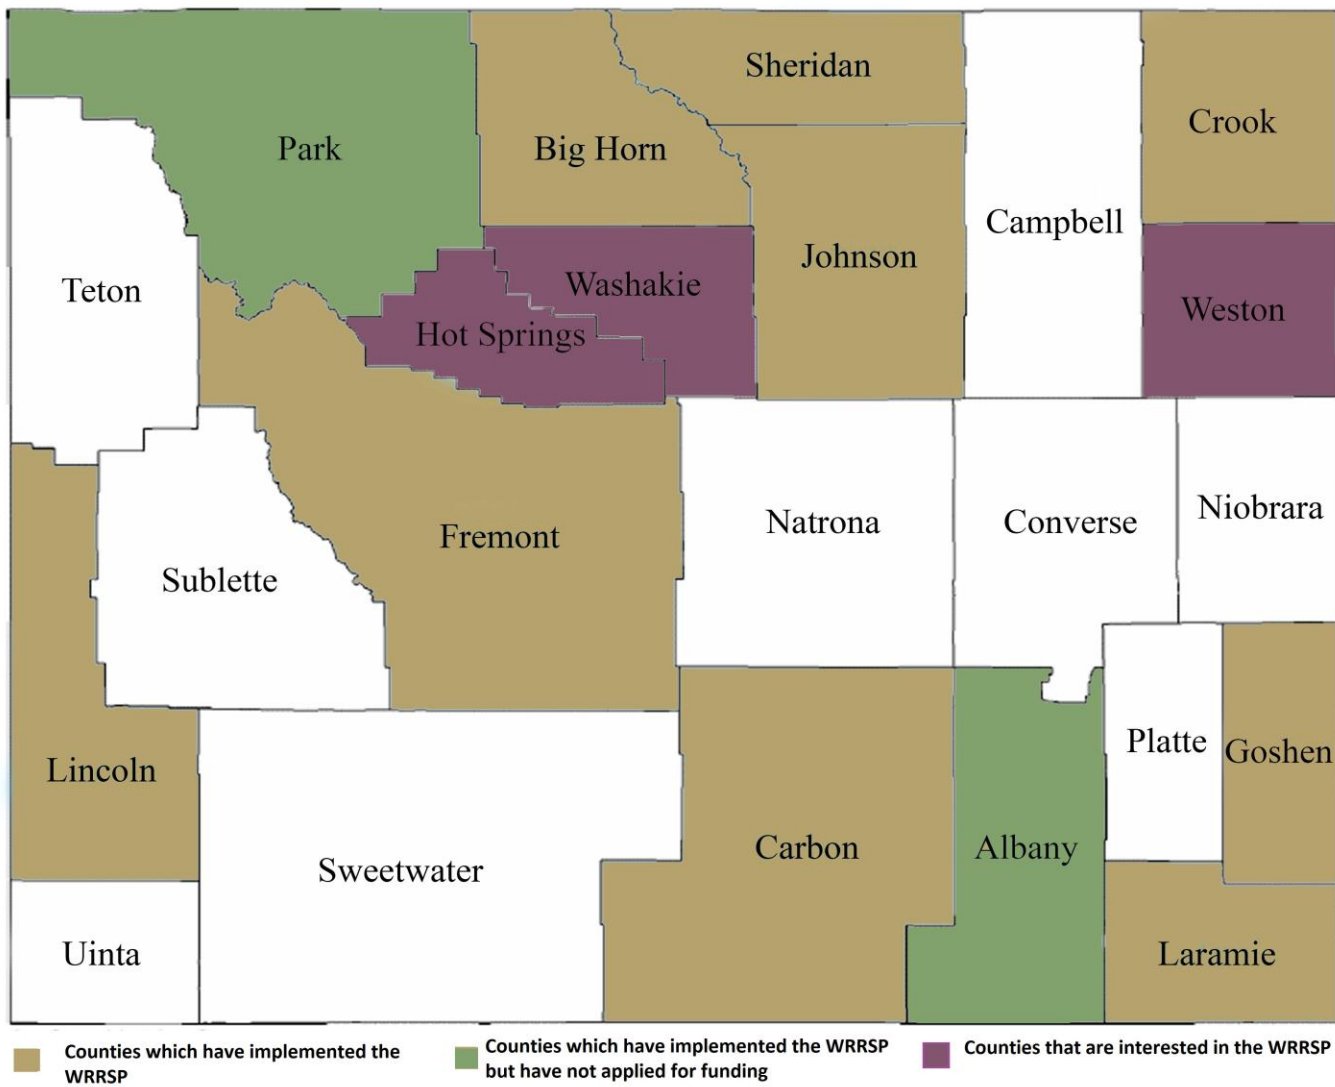 Sheridan
Crook
Park
Big Horn
Campbell
Johnson
Teton
Washakie
Weston
Hot Springs
Niobrara
Natrona
Converse
Fremont
Sublette
Platte
Goshen
Lincoln
Carbon
Albany
Sweetwater
Uinta
Laramie
Counties which have implemented the
WRRSP
Counties which have implemented the WRRSP
but have not applied for funding
Counties that are interested in the WRRSP